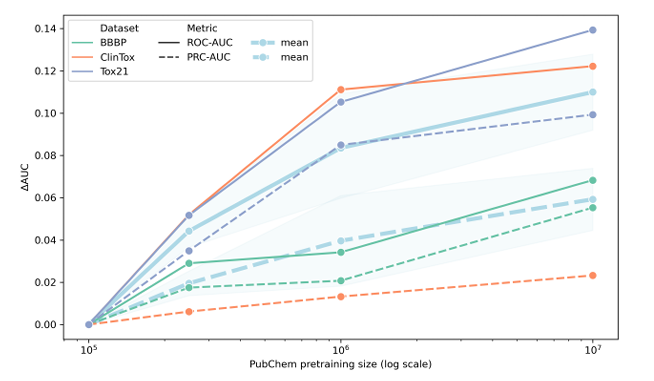 0.14
0.12
0.10
0.08
0.06
0.04
0.02
0.00
ΔAUC
Dataset
BBBP
ClinTox
Tox21
Metric
ROC-AUC
PRC-AUC
mean
mean
10⁵
10⁶
10⁷
PubChem pretraining size (log scale)